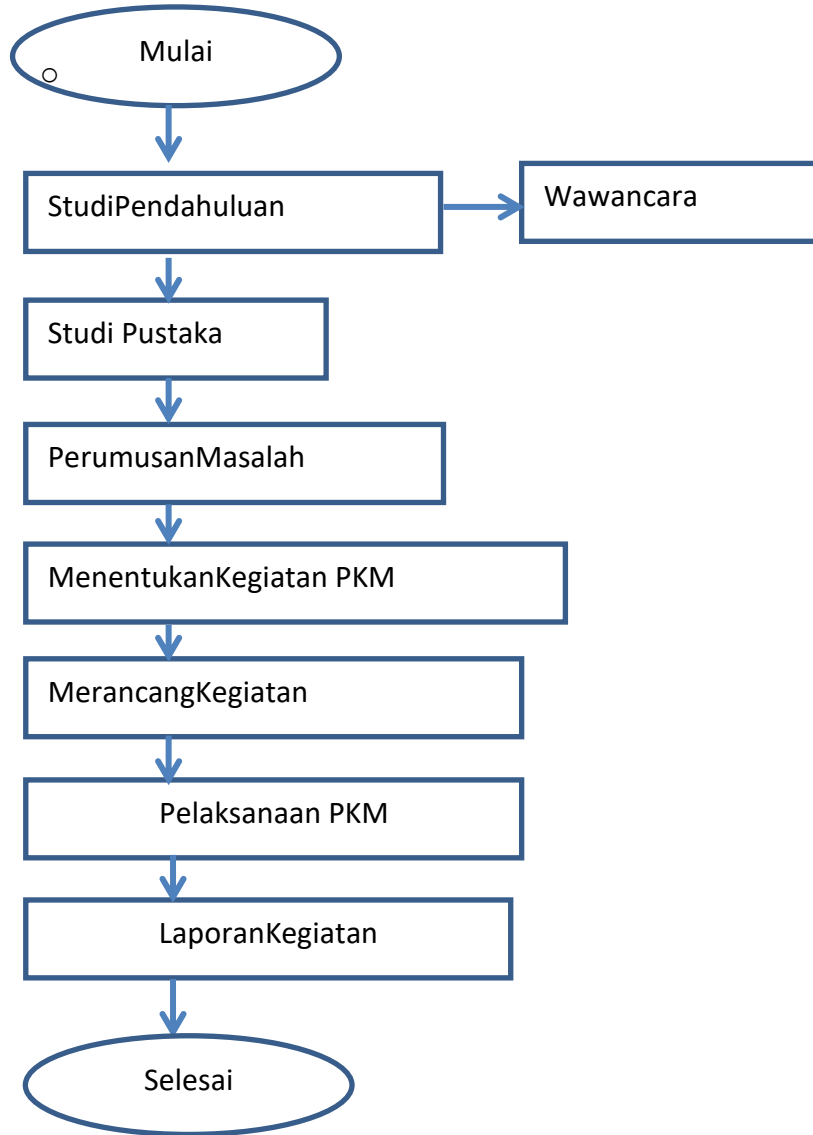 Mulai
○
StudiPendahuluan
Wawancara
Studi Pustaka
PerumusanMasalah
MenentukanKegiatan PKM
MerancangKegiatan
Pelaksanaan PKM
LaporanKegiatan
Selesai